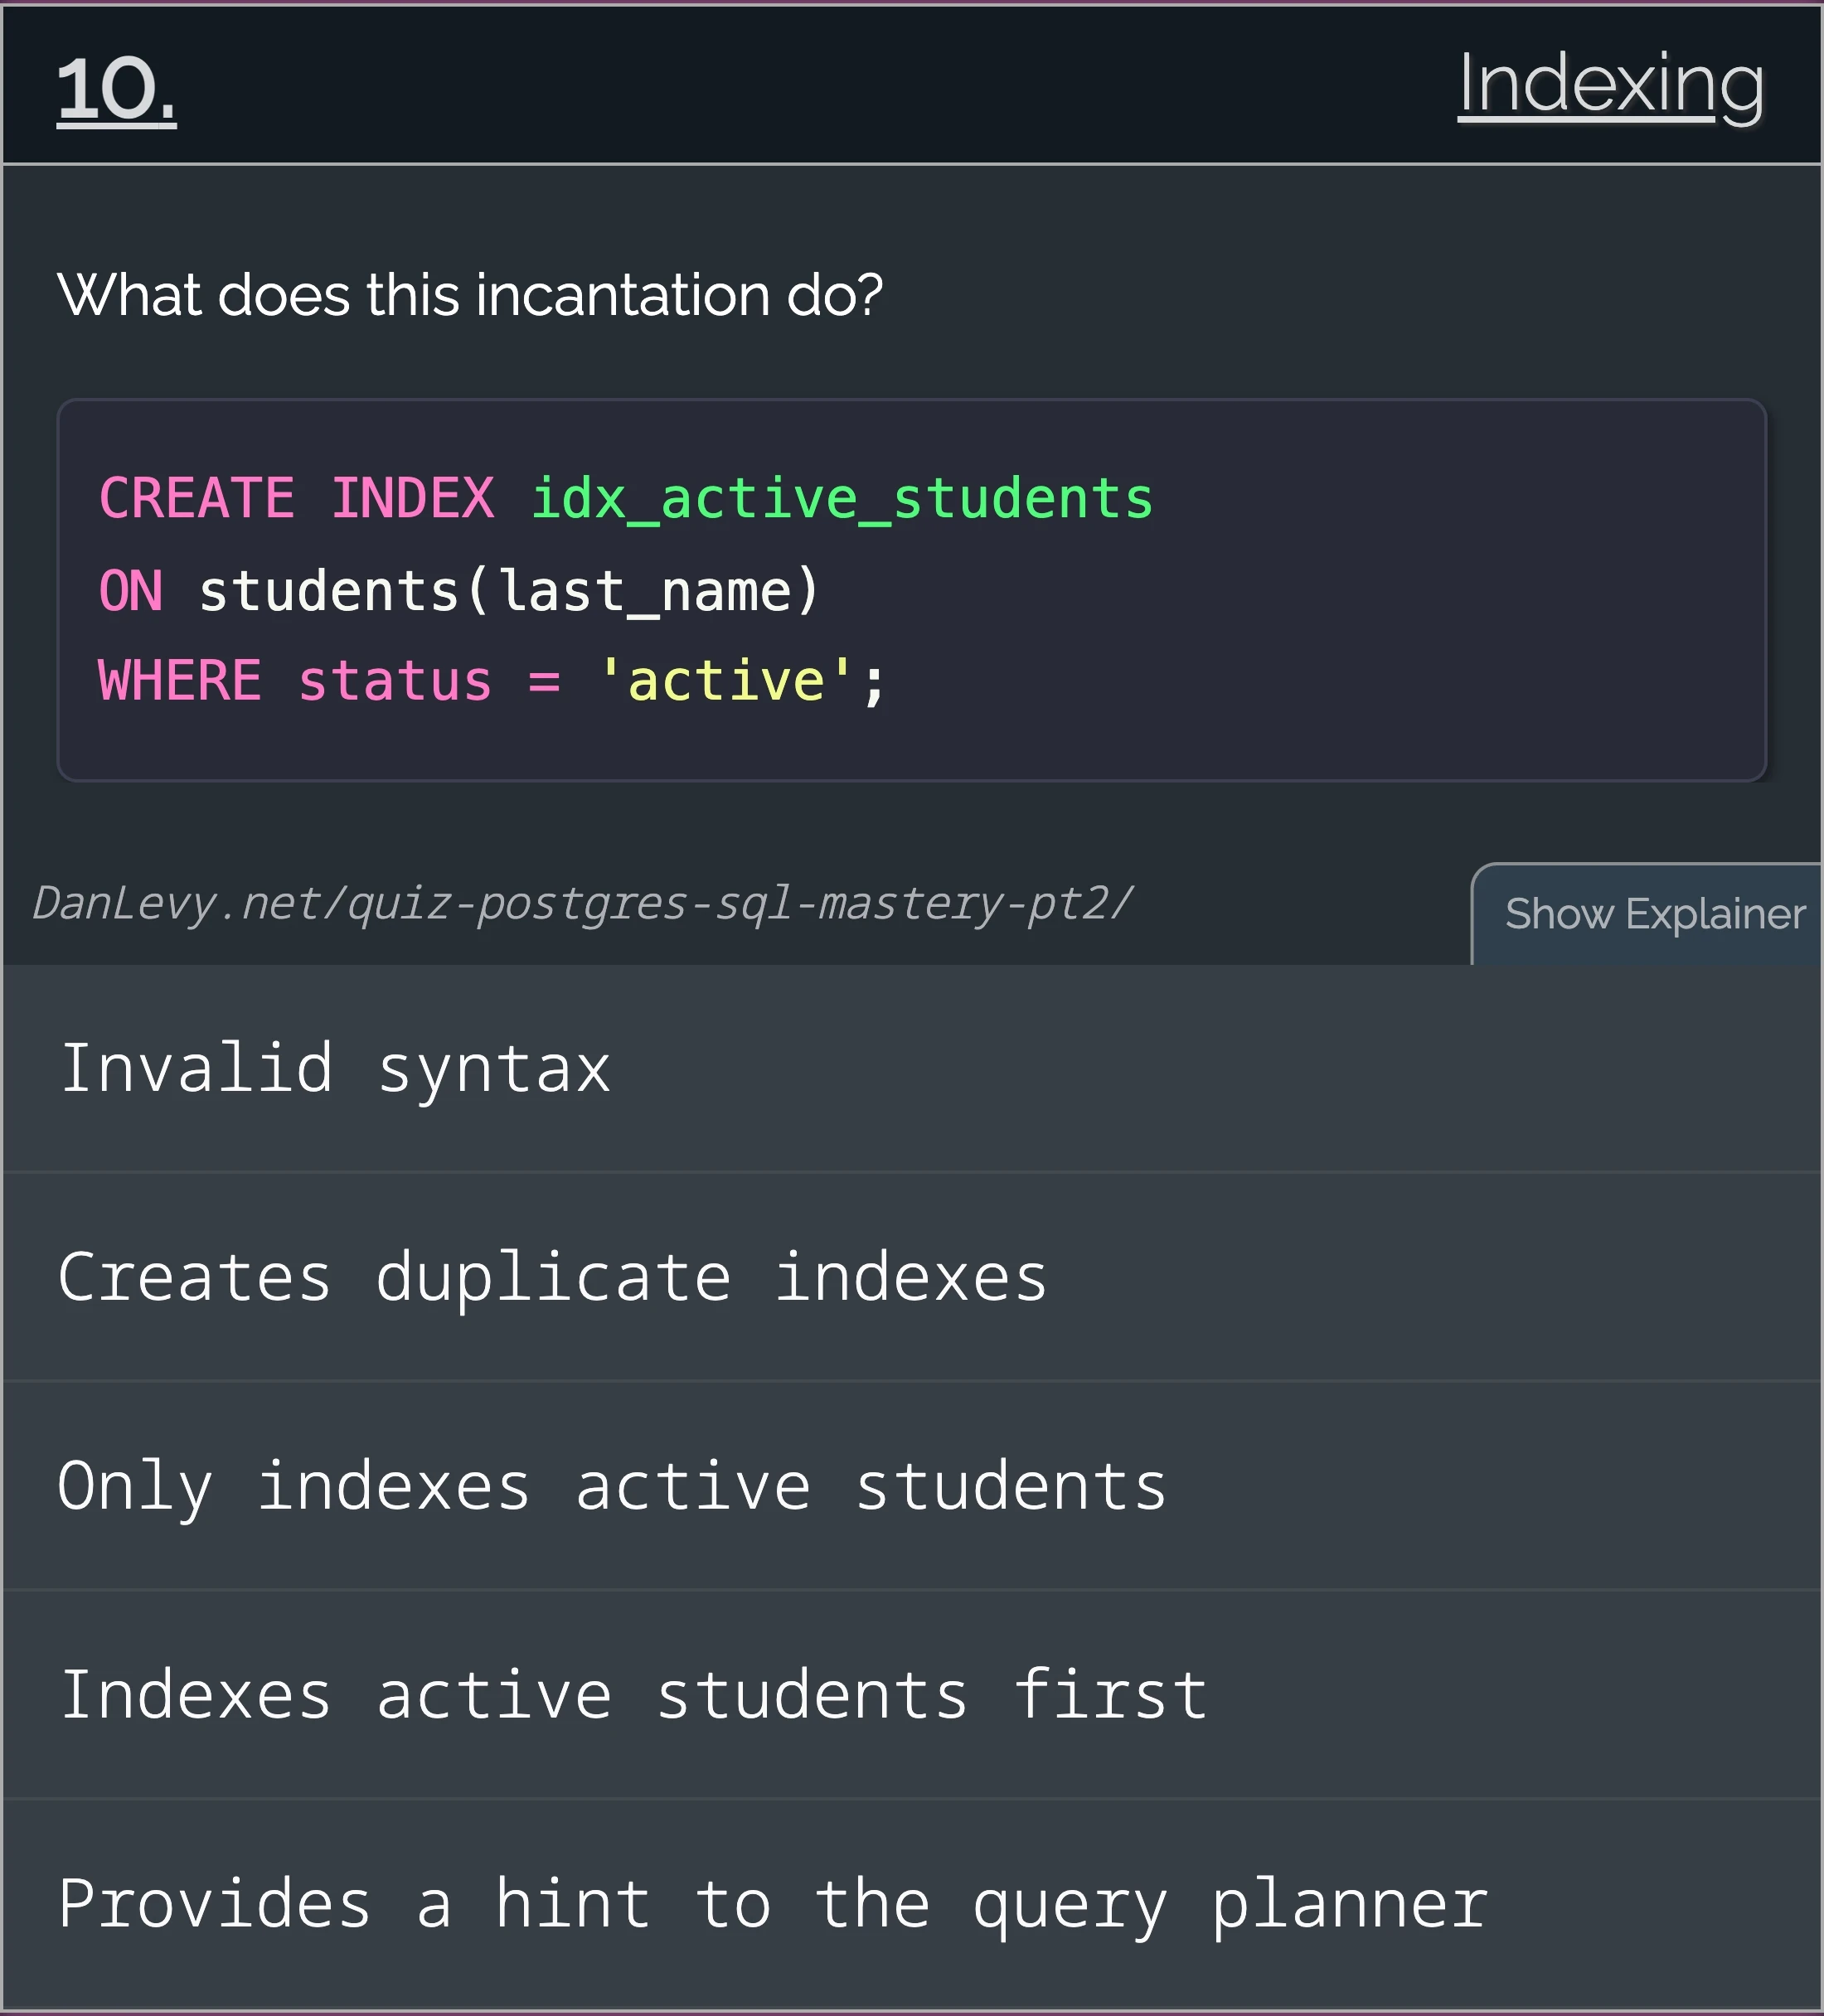 10.
Indexing
What does this incantation do?
CREATE INDEX idx_active_students
ON students(last_name)
WHERE status = 'active';
DanLevy.net/quiz-postgres-sql-mastery-pt2/
Show Explainer
Invalid syntax
Creates duplicate indexes
Only indexes active students
Indexes active students first
Provides a hint to the query planner